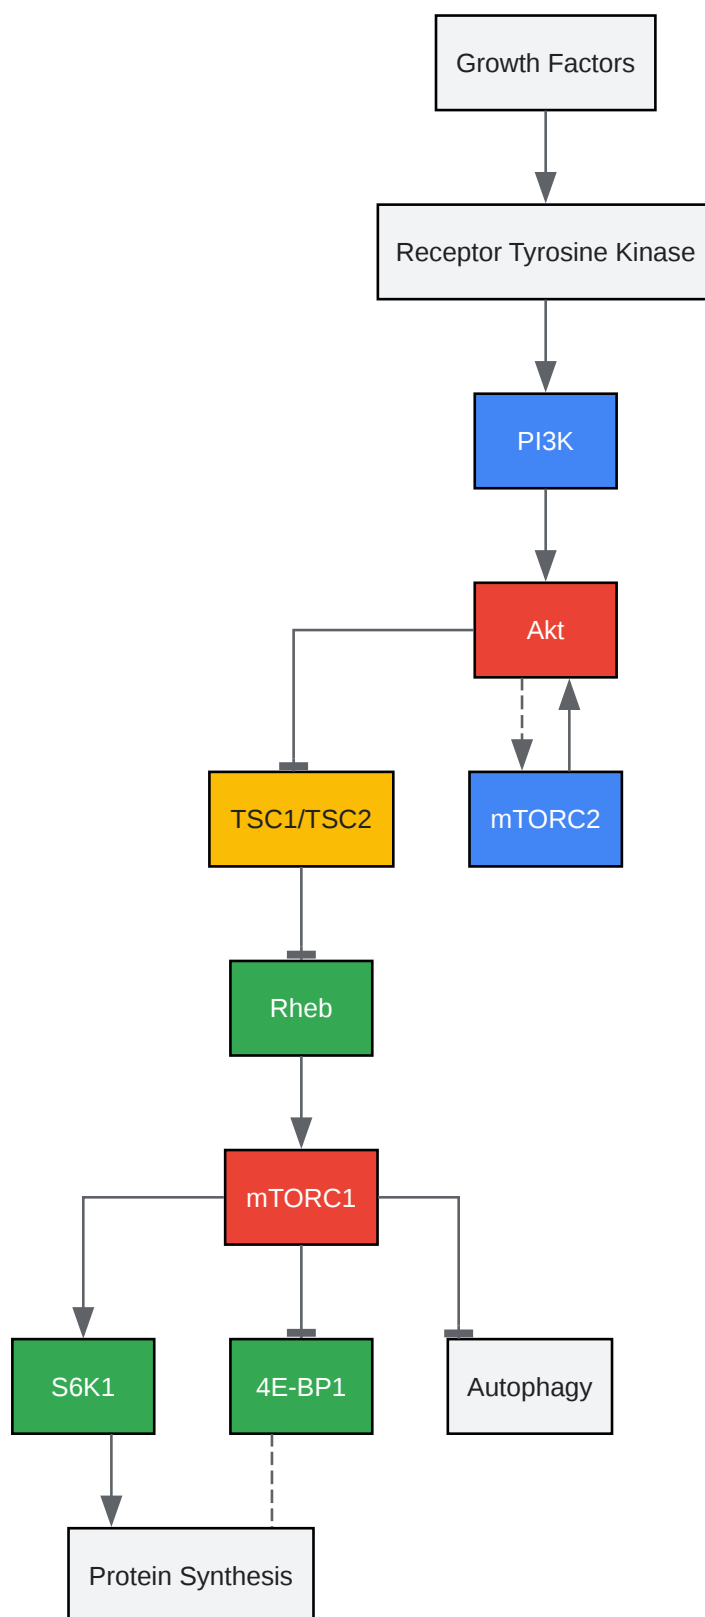 Growth Factors
Receptor Tyrosine Kinase
PI3K
Akt
TSC1/TSC2
mTORC2
Rheb
mTORC1
S6K1
4E-BP1
Autophagy
Protein Synthesis